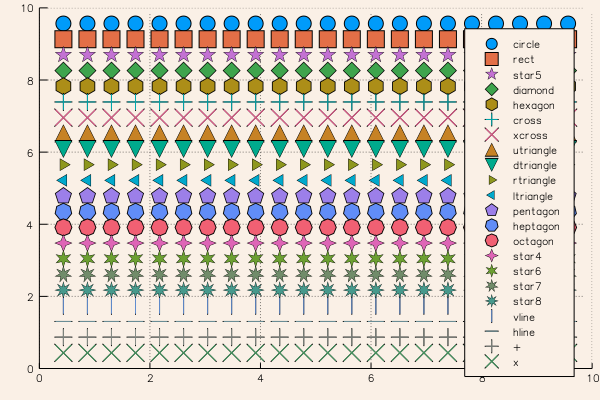 10
8
6
4
2
0
0
2
4
6
8
10
circle
rect
star5
diamond
hexagon
cross
xcross
utriangle
dtriangle
rtriangle
ltriangle
pentagon
heptagon
octagon
star4
star6
star7
star8
vline
hline
+
x